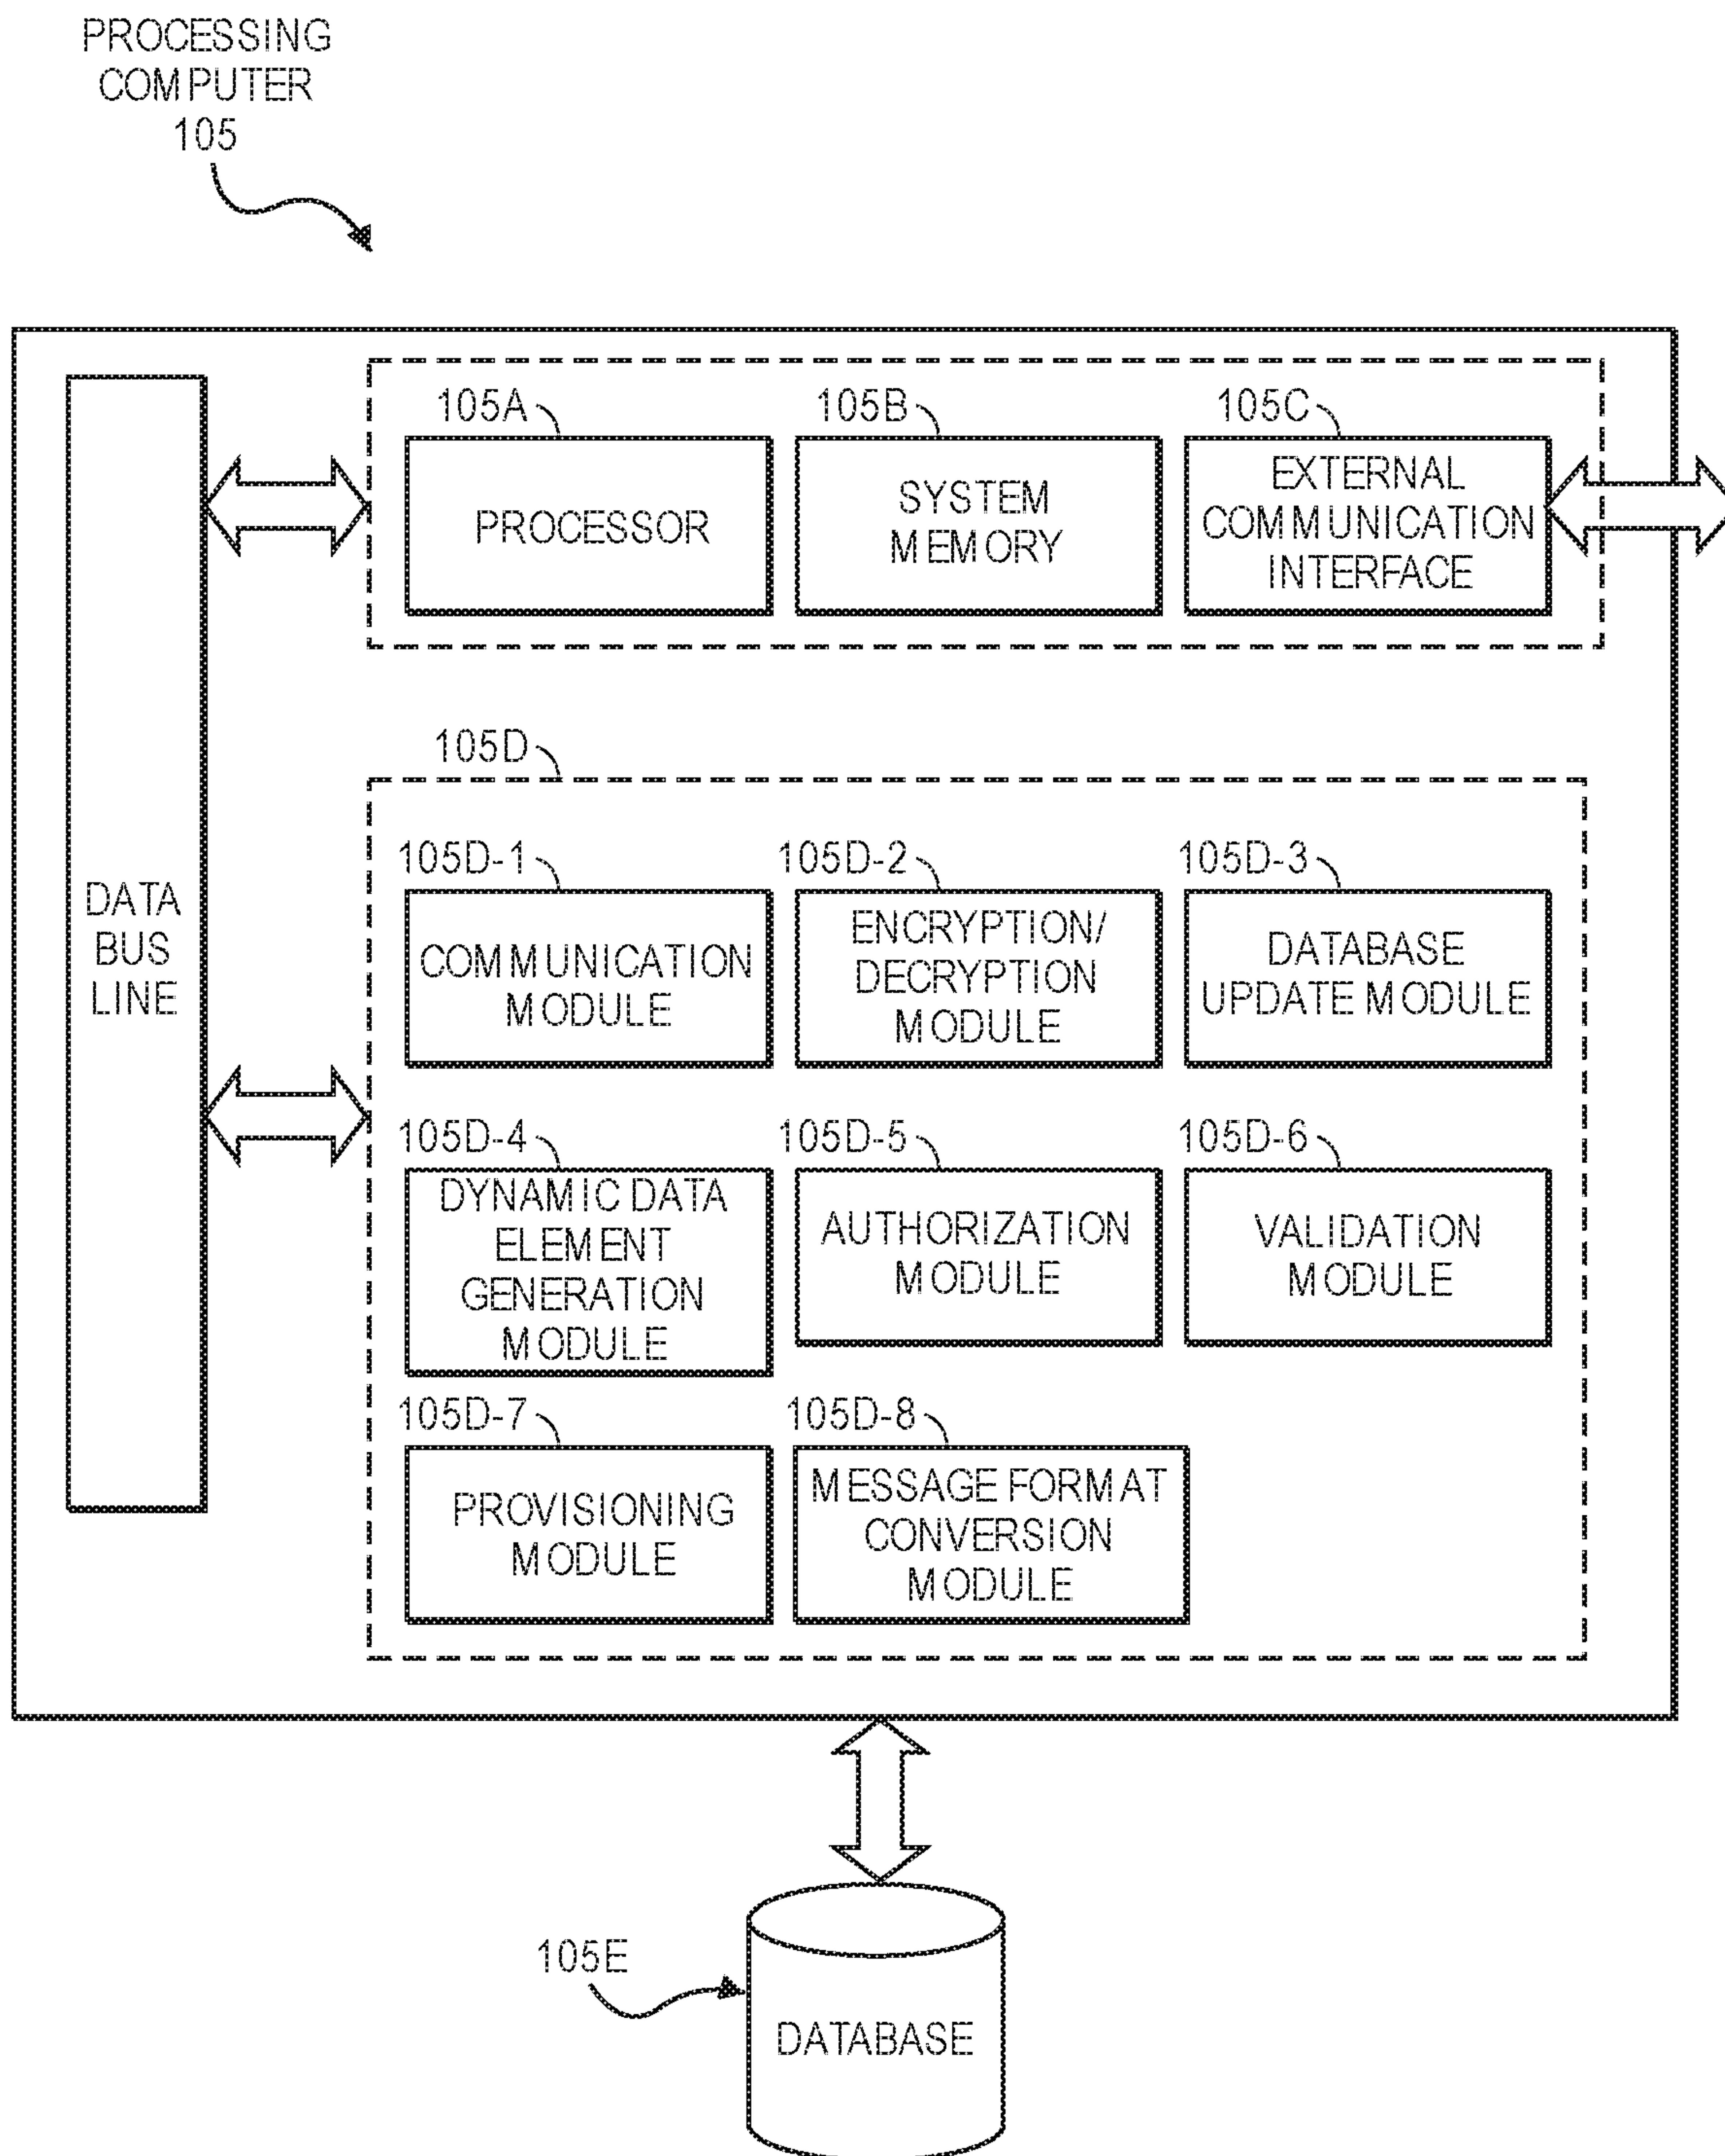 PROCESSING
COMPUTER
105
105A
105B
105C
PROCESSOR
SYSTEM
MEMORY
EXTERNAL
COMMUNICATION
INTERFACE
DATA
BUS
LINE
105D
105D-1
105D-2
105D-3
COMMUNICATION
MODULE
ENCRYPTION/
DECRYPTION
MODULE
DATABASE
UPDATE MODULE
105D-4
105D-5
105D-6
DYNAMIC DATA
ELEMENT
GENERATION
MODULE
AUTHORIZATION
MODULE
VALIDATION
MODULE
105D-7
105D-8
PROVISIONING
MODULE
MESSAGE FORMAT
CONVERSION
MODULE
105E
DATABASE